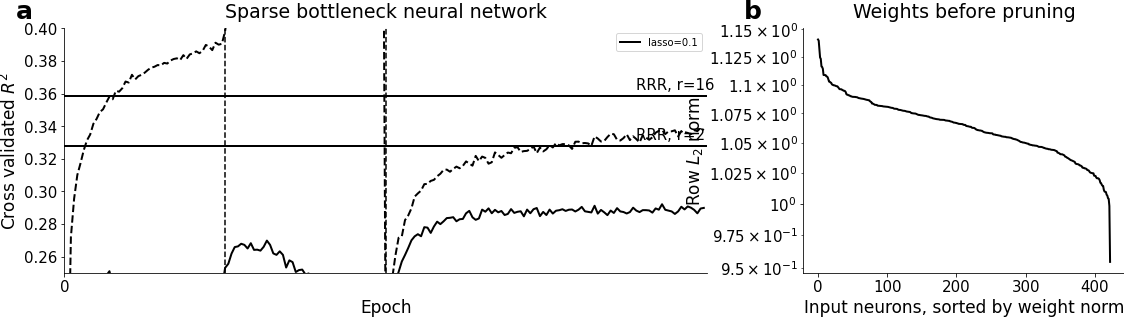 a
Sparse bottleneck neural network
Cross validated R²
0.40
0.38
0.36
0.34
0.32
0.30
0.28
0.26
0
Epoch
lasso=0.1
RRR, r=16
RRR, r=2
b
Weights before pruning
Row L₂ norm
1.15 × 10⁰
1.125 × 10⁰
1.1 × 10⁰
1.075 × 10⁰
1.05 × 10⁰
1.025 × 10⁰
10⁰
9.75 × 10⁻¹
9.5 × 10⁻¹
0
100
200
300
400
Input neurons, sorted by weight norm